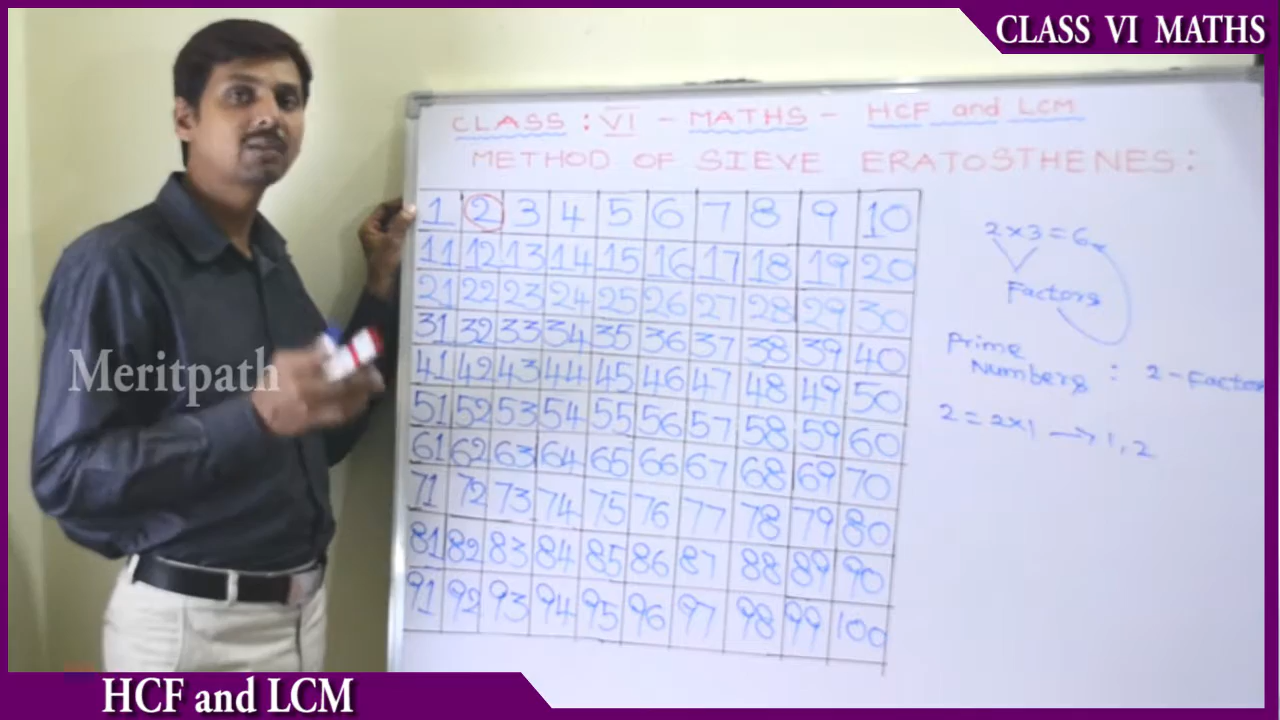 CLASS VI MATHS
CLASS : VI - MATHS - HCF and LCM
METHOD OF SIEVE ERATOSTHENES :
1 2 3 4 5 6 7 8 9 10
11 12 13 14 15 16 17 18 19 20
21 22 23 24 25 26 27 28 29 30
31 32 33 34 35 36 37 38 39 40
41 42 43 44 45 46 47 48 49 50
51 52 53 54 55 56 57 58 59 60
61 62 63 64 65 66 67 68 69 70
71 72 73 74 75 76 77 78 79 80
81 82 83 84 85 86 87 88 89 90
91 92 93 94 95 96 97 98 99 100
2 × 3 = 6
Factors
Prime
Numbers : 2 - Factor
2 = 2×1 → 1, 2
Meritpath
HCF and LCM